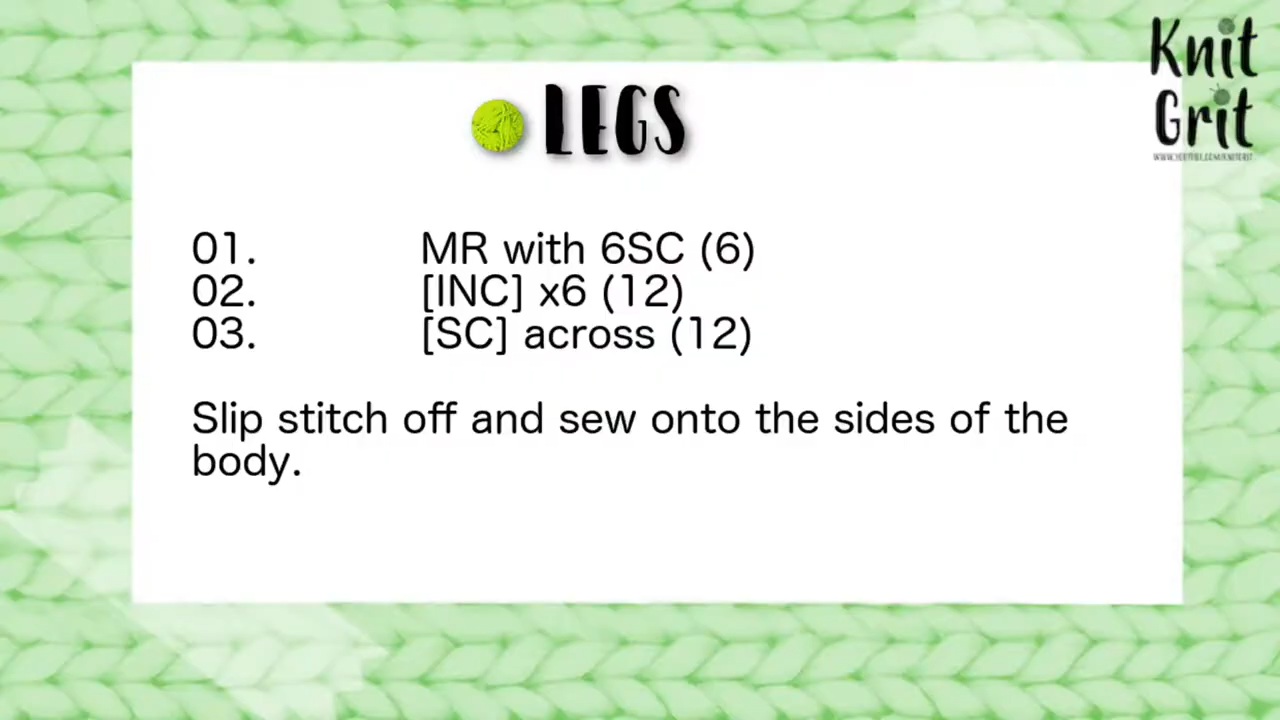 Knit
Grit
LEGS
01. MR with 6SC (6)
02. [INC] x6 (12)
03. [SC] across (12)
Slip stitch off and sew onto the sides of the
body.